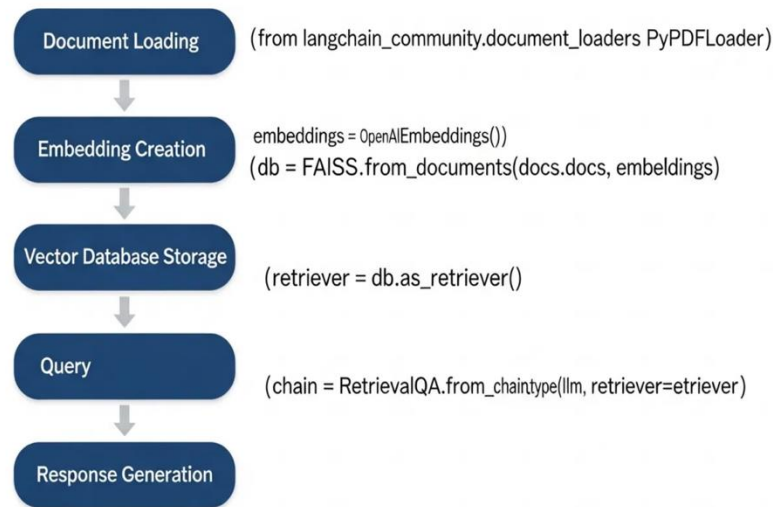 Document Loading
(from langchain_community.document_loaders PyPDFLoader)
Embedding Creation
embeddings = OpenAIEmbeddings())
(db = FAISS.from_documents(docs.docs, embeldings)
Vector Database Storage
(retriever = db.as_retriever()
Query
(chain = RetrievalQA.from_chaintype(llm, retriever=etriever)
Response Generation